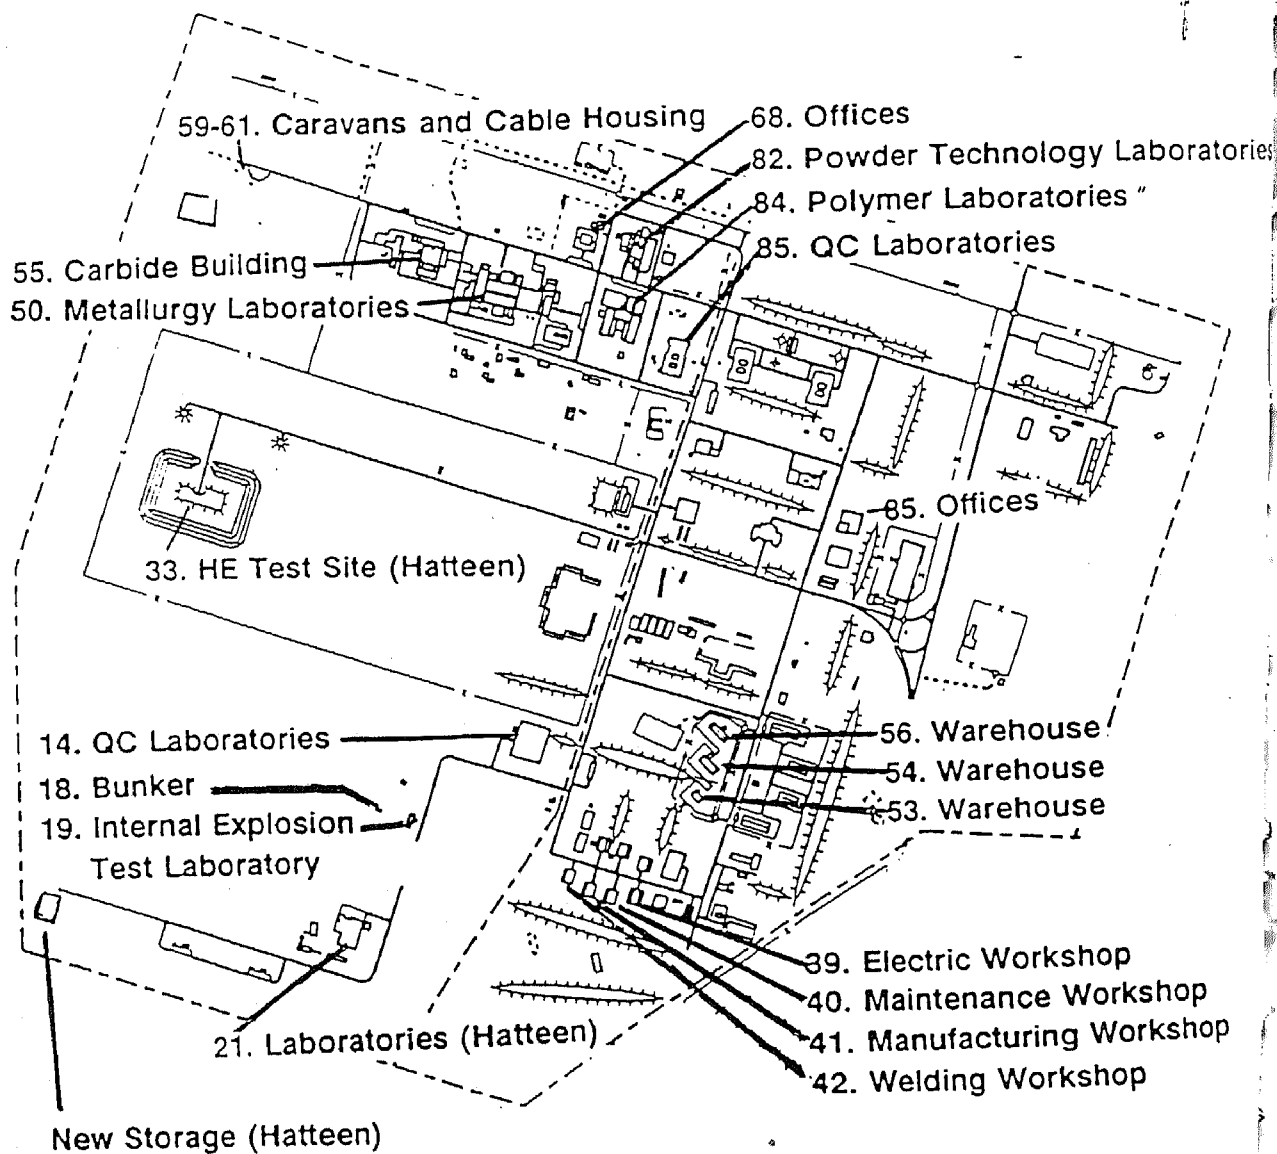 59-61. Caravans and Cable Housing
68. Offices
82. Powder Technology Laboratories
84. Polymer Laboratories "
85. QC Laboratories
55. Carbide Building
50. Metallurgy Laboratories
85. Offices
33. HE Test Site (Hatteen)
14. QC Laboratories
18. Bunker
19. Internal Explosion
Test Laboratory
56. Warehouse
54. Warehouse
53. Warehouse
39. Electric Workshop
40. Maintenance Workshop
41. Manufacturing Workshop
42. Welding Workshop
21. Laboratories (Hatteen)
New Storage (Hatteen)